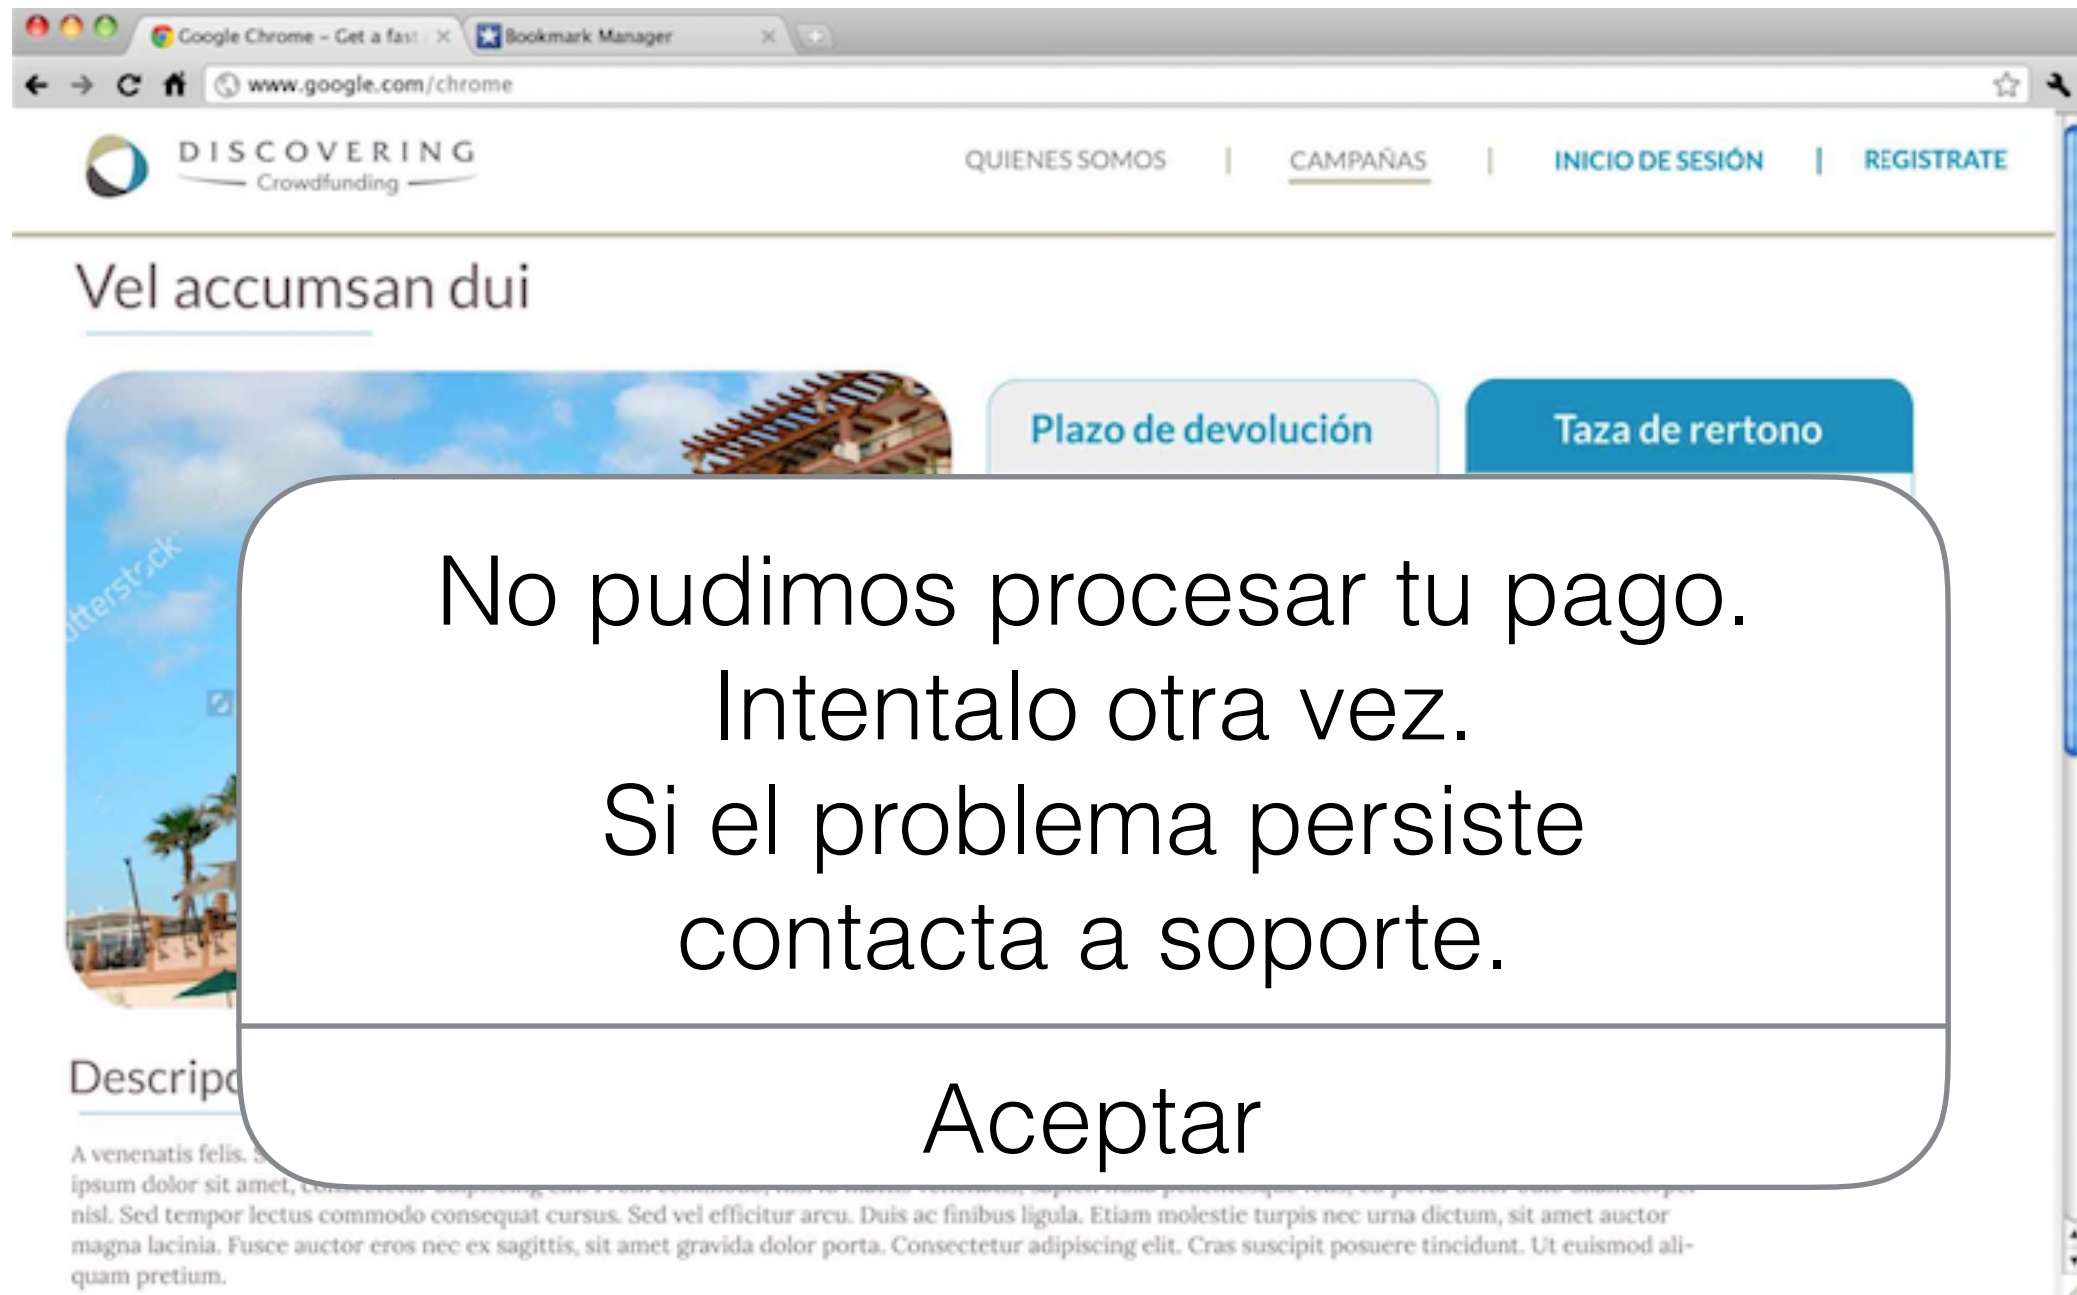 Google Chrome – Get a fast
Bookmark Manager
www.google.com/chrome
DISCOVERING
Crowdfunding
QUIENES SOMOS | CAMPAÑAS | INICIO DE SESIÓN | REGISTRATE
Vel accumsan dui
Plazo de devolución
Taza de rertono
No pudimos procesar tu pago.
Intentalo otra vez.
Si el problema persiste
contacta a soporte.
Aceptar
A venenatis felis.
ipsum dolor sit amet,
nisl. Sed tempor lectus commodo consequat cursus. Sed vel efficitur arcu. Duis ac finibus ligula. Etiam molestie turpis nec urna dictum, sit amet auctor
magna lacinia. Fusce auctor eros nec ex sagittis, sit amet gravida dolor porta. Consectetur adipiscing elit. Cras suscipit posuere tincidunt. Ut euismod ali-
quam pretium.